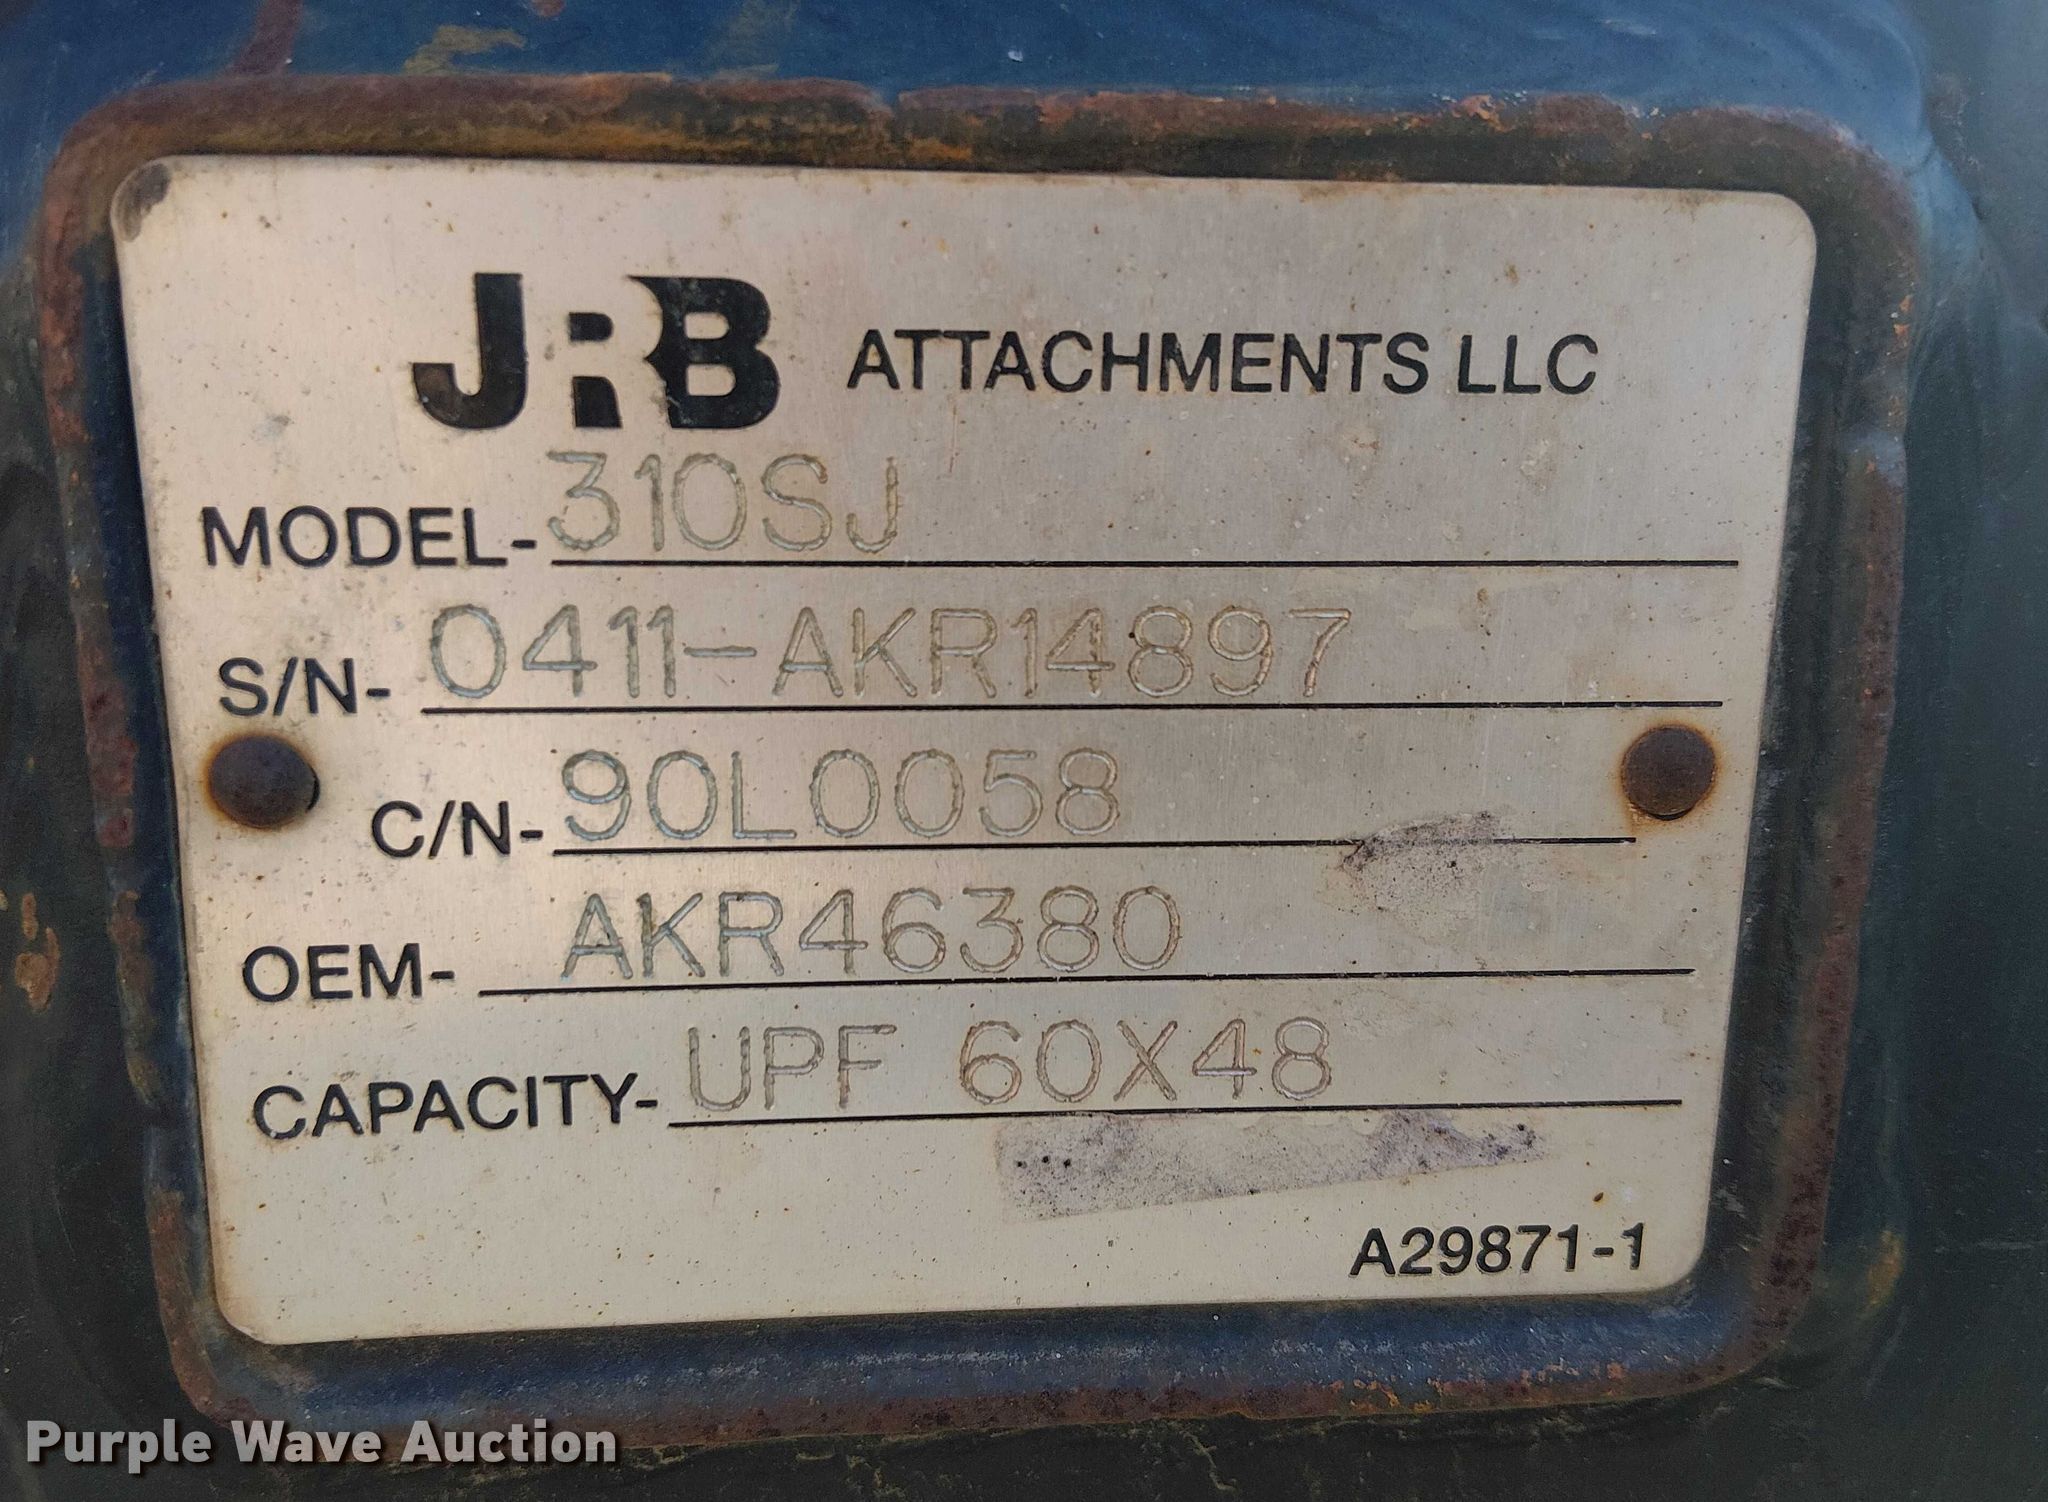 JRB ATTACHMENTS LLC
MODEL- 310SJ
S/N- 0411-AKR14897
C/N- 90L0058
OEM- AKR46380
CAPACITY- UPF 60X48
A29871-1
Purple Wave Auction